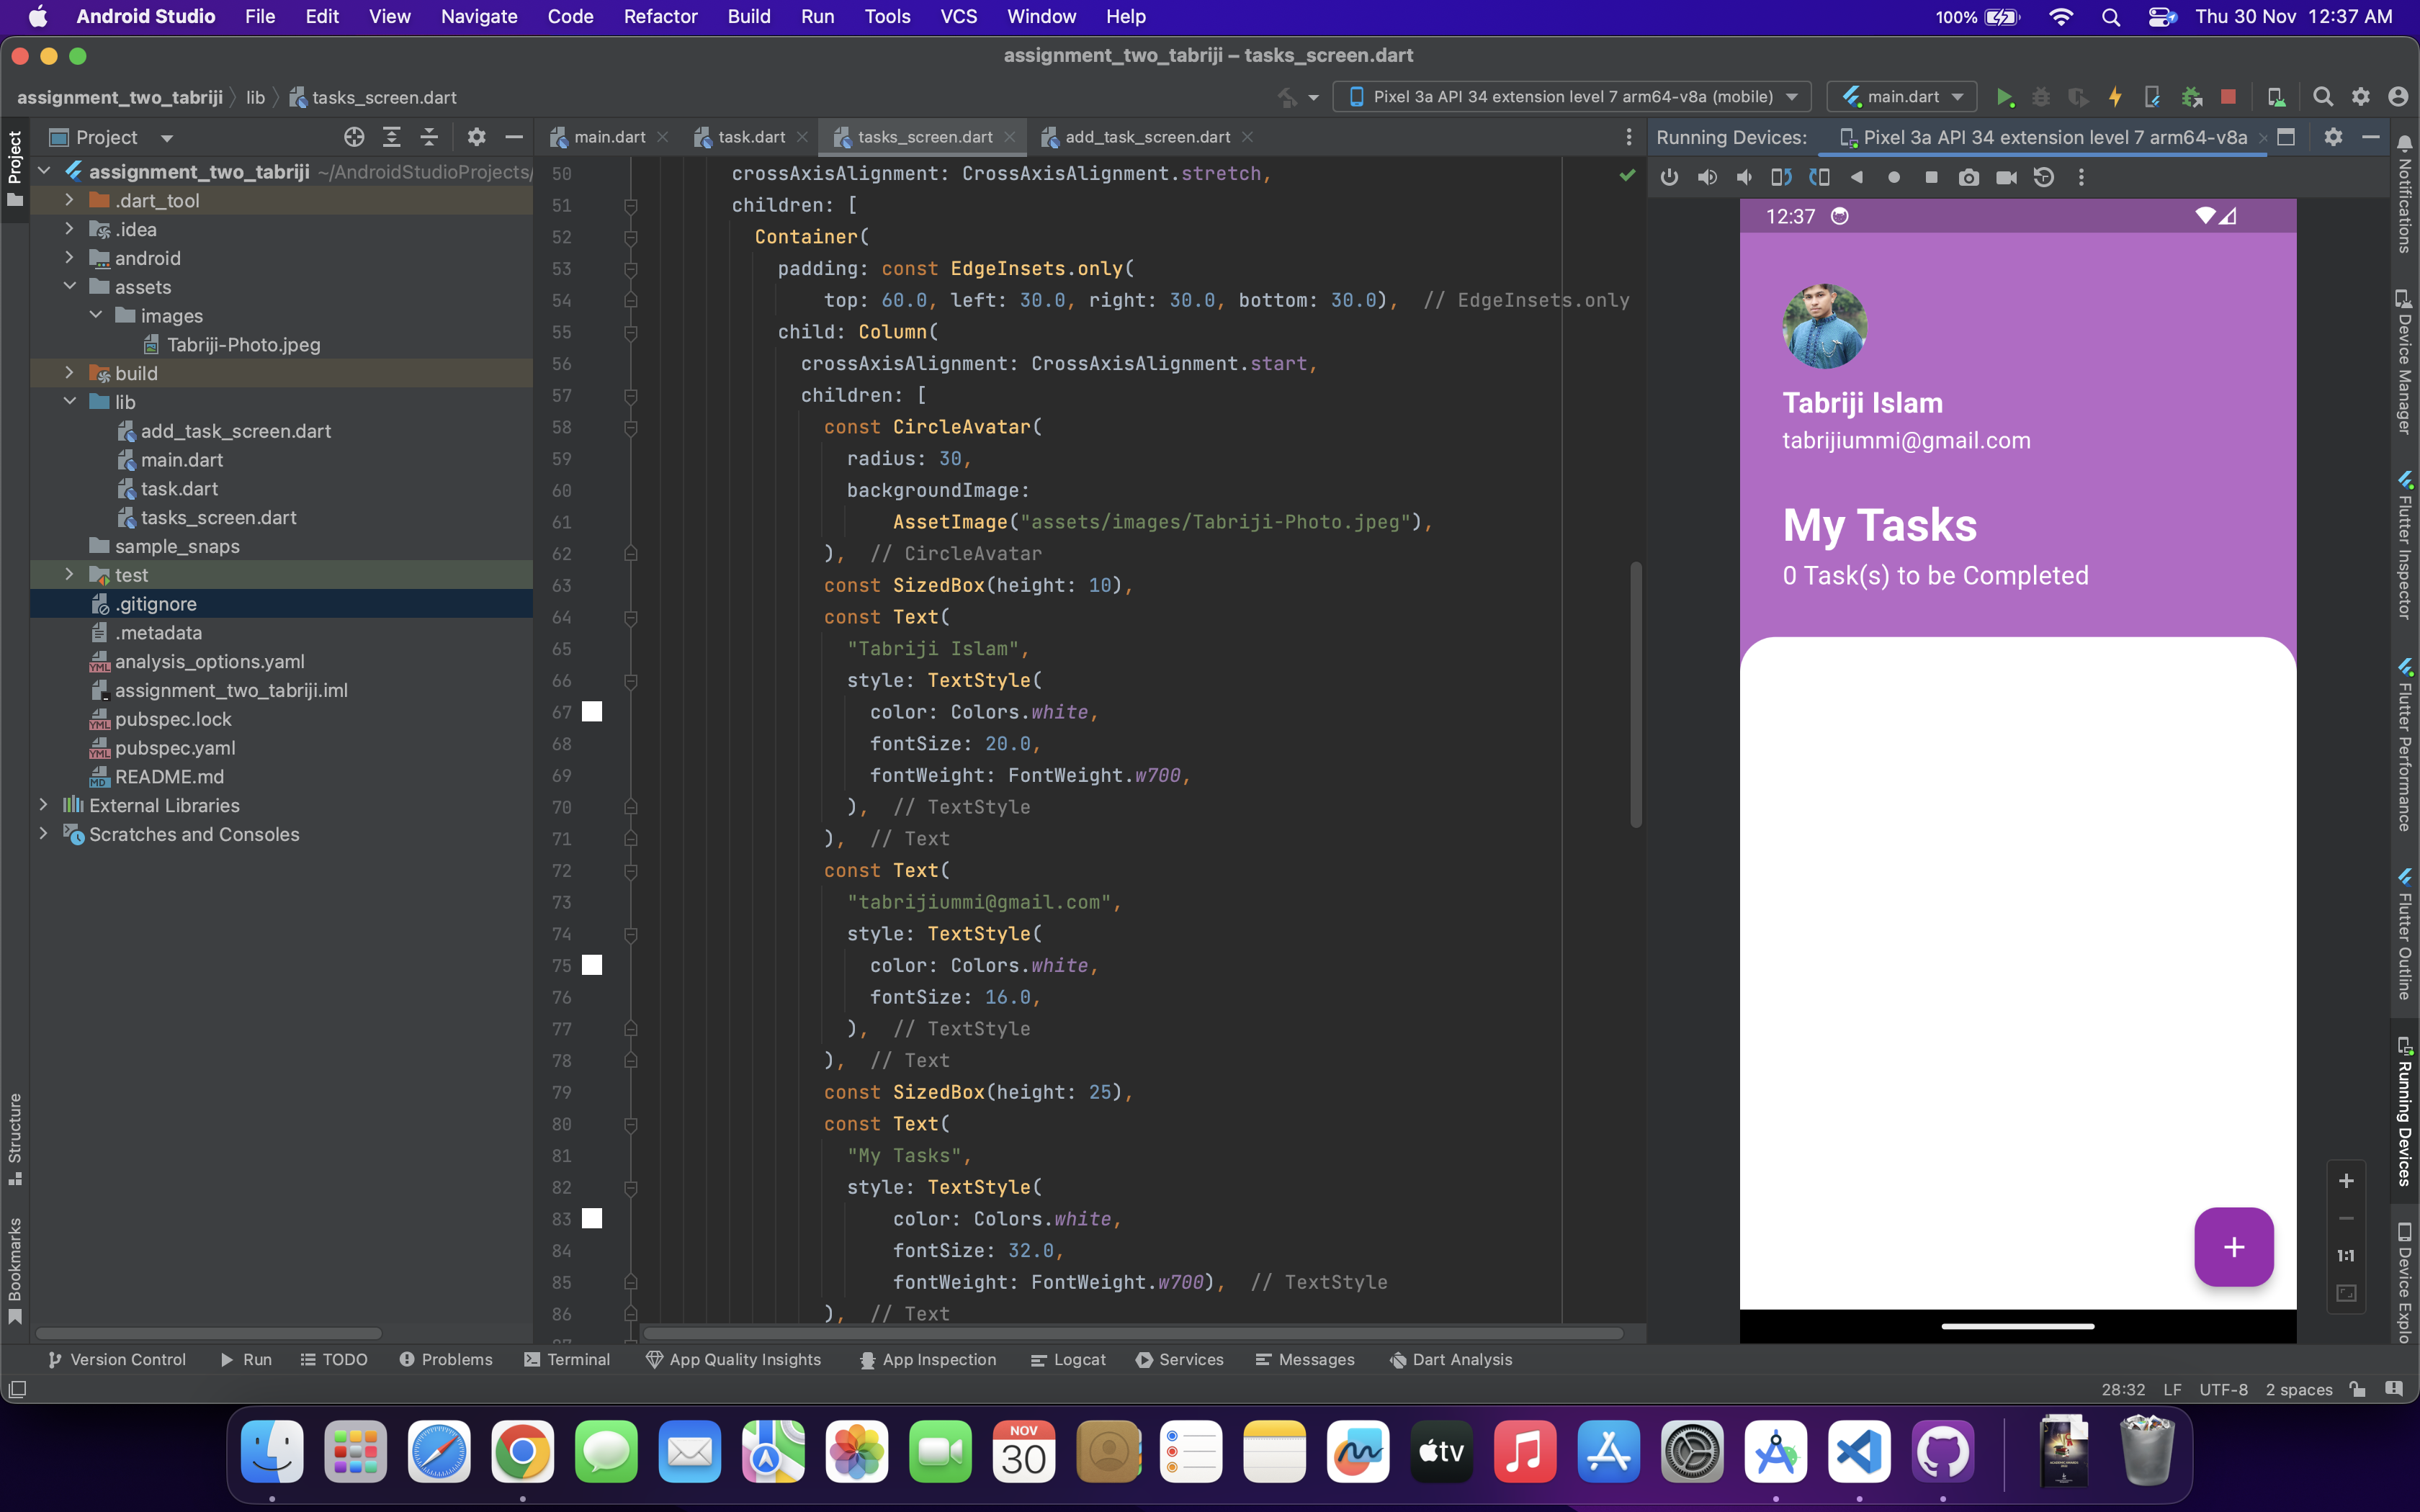 Android Studio File Edit View Navigate Code Refactor Build Run Tools VCS Window Help 100% Thu 30 Nov 12:37 AM
assignment_two_tabriji – tasks_screen.dart
assignment_two_tabriji lib tasks_screen.dart Pixel 3a API 34 extension level 7 arm64-v8a (mobile) main.dart
Project main.dart task.dart tasks_screen.dart add_task_screen.dart Running Devices: Pixel 3a API 34 extension level 7 arm64-v8a
Project
Structure
Bookmarks
assignment_two_tabriji ~/AndroidStudioProjects/
.dart_tool
.idea
android
assets
images
Tabriji-Photo.jpeg
build
lib
add_task_screen.dart
main.dart
task.dart
tasks_screen.dart
sample_snaps
test
.gitignore
.metadata
analysis_options.yaml
assignment_two_tabriji.iml
pubspec.lock
pubspec.yaml
README.md
External Libraries
Scratches and Consoles
50 crossAxisAlignment: CrossAxisAlignment.stretch,
51 children: [
52 Container(
53 padding: const EdgeInsets.only(
54 top: 60.0, left: 30.0, right: 30.0, bottom: 30.0), // EdgeInsets.only
55 child: Column(
56 crossAxisAlignment: CrossAxisAlignment.start,
57 children: [
58 const CircleAvatar(
59 radius: 30,
60 backgroundImage:
61 AssetImage("assets/images/Tabriji-Photo.jpeg"),
62 ), // CircleAvatar
63 const SizedBox(height: 10),
64 const Text(
65 "Tabriji Islam",
66 style: TextStyle(
67 color: Colors.white,
68 fontSize: 20.0,
69 fontWeight: FontWeight.w700,
70 ), // TextStyle
71 ), // Text
72 const Text(
73 "tabrijiummi@gmail.com",
74 style: TextStyle(
75 color: Colors.white,
76 fontSize: 16.0,
77 ), // TextStyle
78 ), // Text
79 const SizedBox(height: 25),
80 const Text(
81 "My Tasks",
82 style: TextStyle(
83 color: Colors.white,
84 fontSize: 32.0,
85 fontWeight: FontWeight.w700), // TextStyle
86 ), // Text
12:37
Tabriji Islam
tabrijiummi@gmail.com
My Tasks
0 Task(s) to be Completed
+
1:1
Notifications
Device Manager
Flutter Inspector
Flutter Performance
Flutter Outline
Running Devices
Device Explo
Version Control Run TODO Problems Terminal App Quality Insights App Inspection Logcat Services Messages Dart Analysis
28:32 LF UTF-8 2 spaces
NOV
30
tv